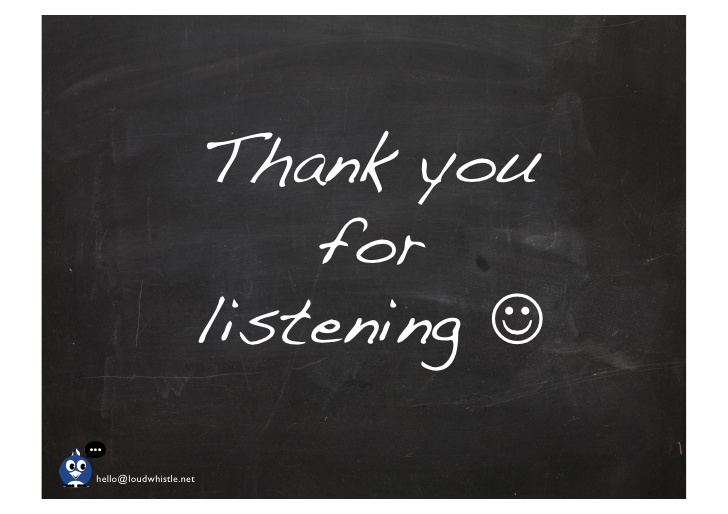 Thank you
for
listening ☺
hello@loudwhistle.net